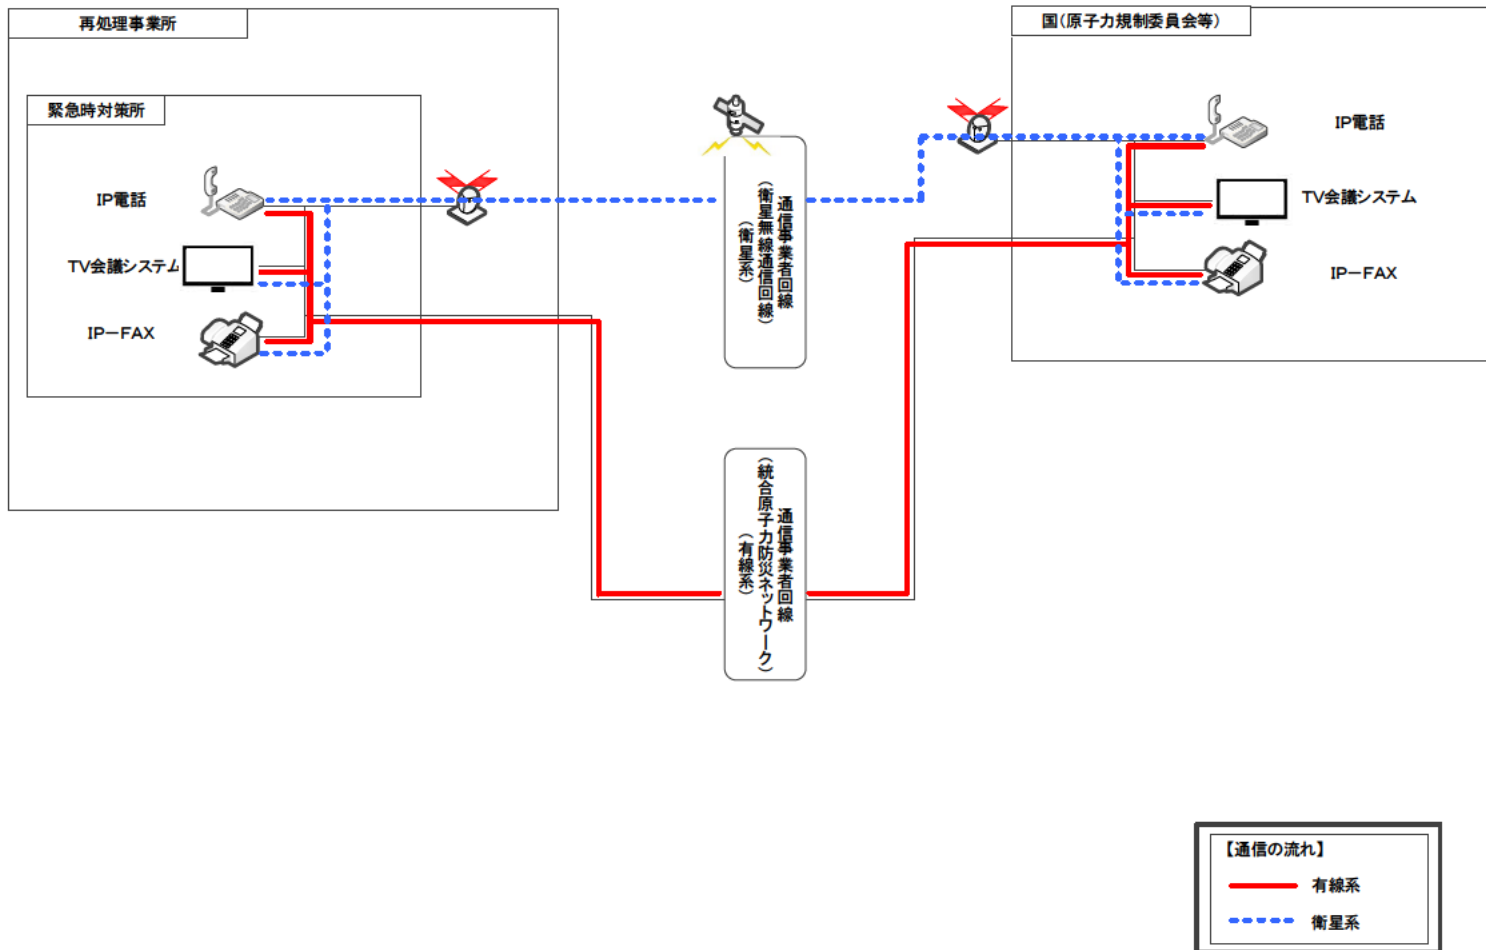 再処理事業所
緊急時対策所
IP電話
TV会議システム
IP－FAX
通信事業者回線
（衛星無線通信回線）
（衛星系）
通信事業者回線
（統合原子力防災ネットワーク）
（有線系）
国（原子力規制委員会等）
IP電話
TV会議システム
IP－FAX
【通信の流れ】
有線系
衛星系